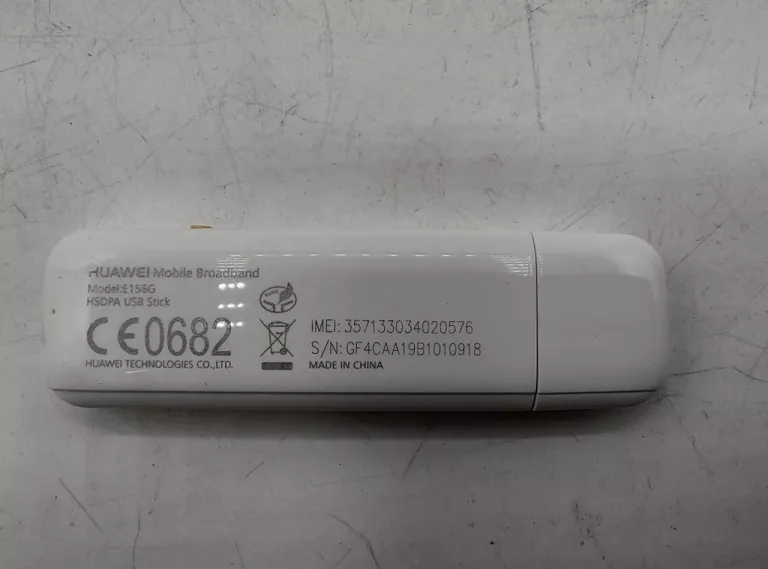 HUAWEI Mobile Broadband
Model:E156G
HSDPA USB Stick
CE0682
HUAWEI TECHNOLOGIES CO.,LTD.
IMEI: 357133034020576
S/N: GF4CAA19B1010918
MADE IN CHINA